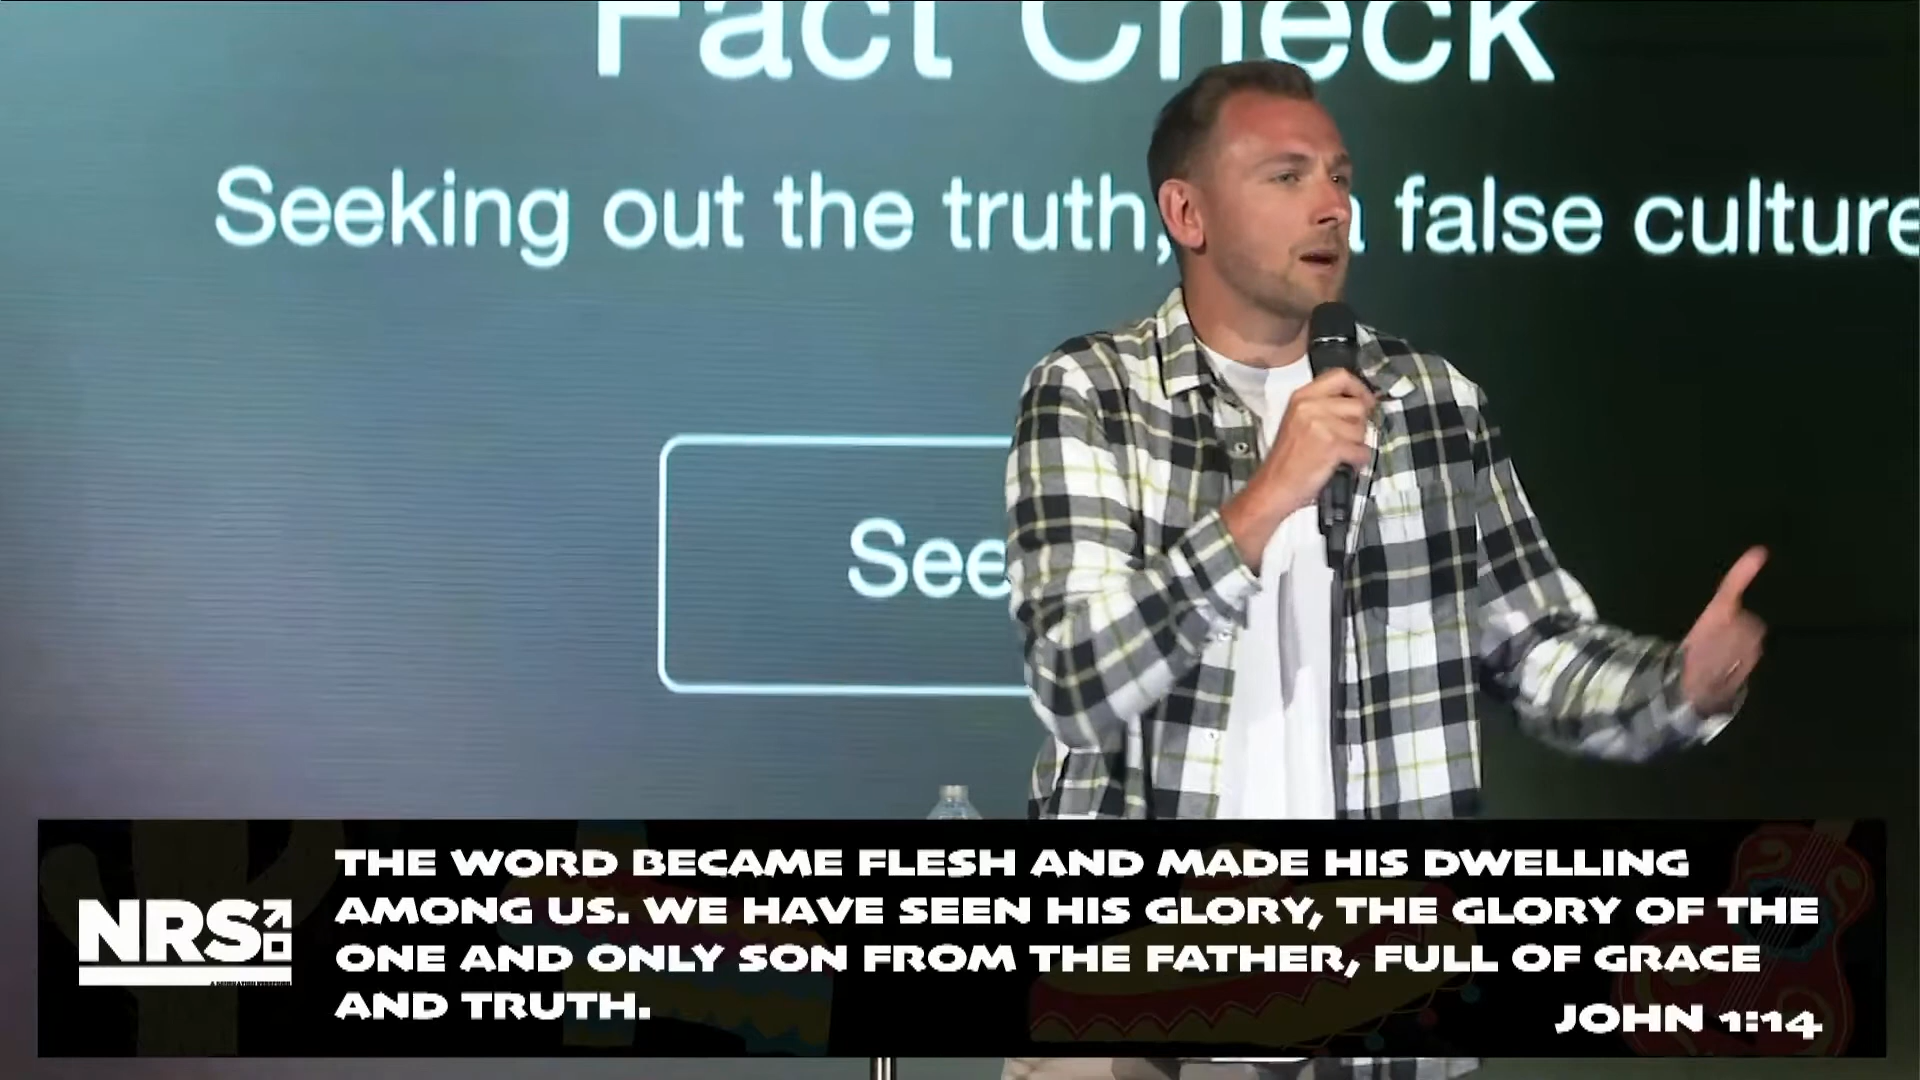 Fact Check
Seeking out the truth, a false culture
See
THE WORD BECAME FLESH AND MADE HIS DWELLING
AMONG US. WE HAVE SEEN HIS GLORY, THE GLORY OF THE
ONE AND ONLY SON FROM THE FATHER, FULL OF GRACE
AND TRUTH.
JOHN 1:14
NRS